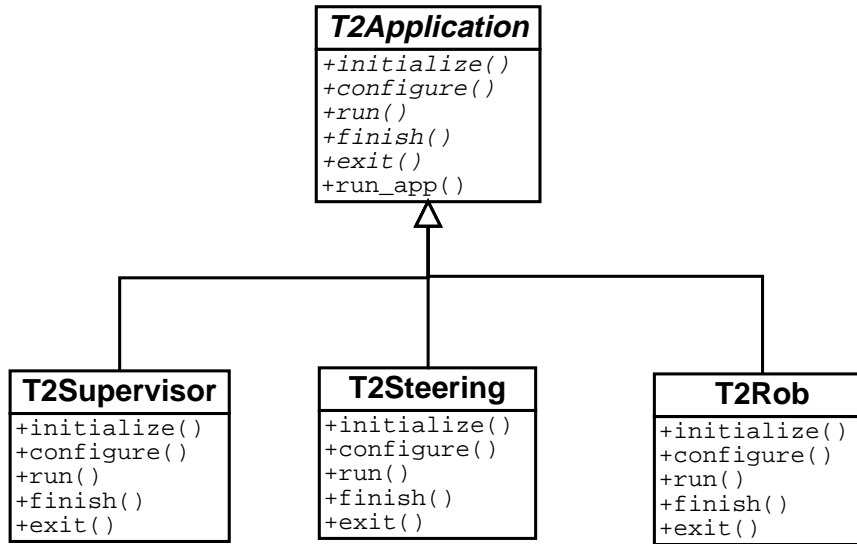 T2Application
+initialize()
+configure()
+run()
+finish()
+exit()
+run_app()
T2Supervisor
+initialize()
+configure()
+run()
+finish()
+exit()
T2Steering
+initialize()
+configure()
+run()
+finish()
+exit()
T2Rob
+initialize()
+configure()
+run()
+finish()
+exit()